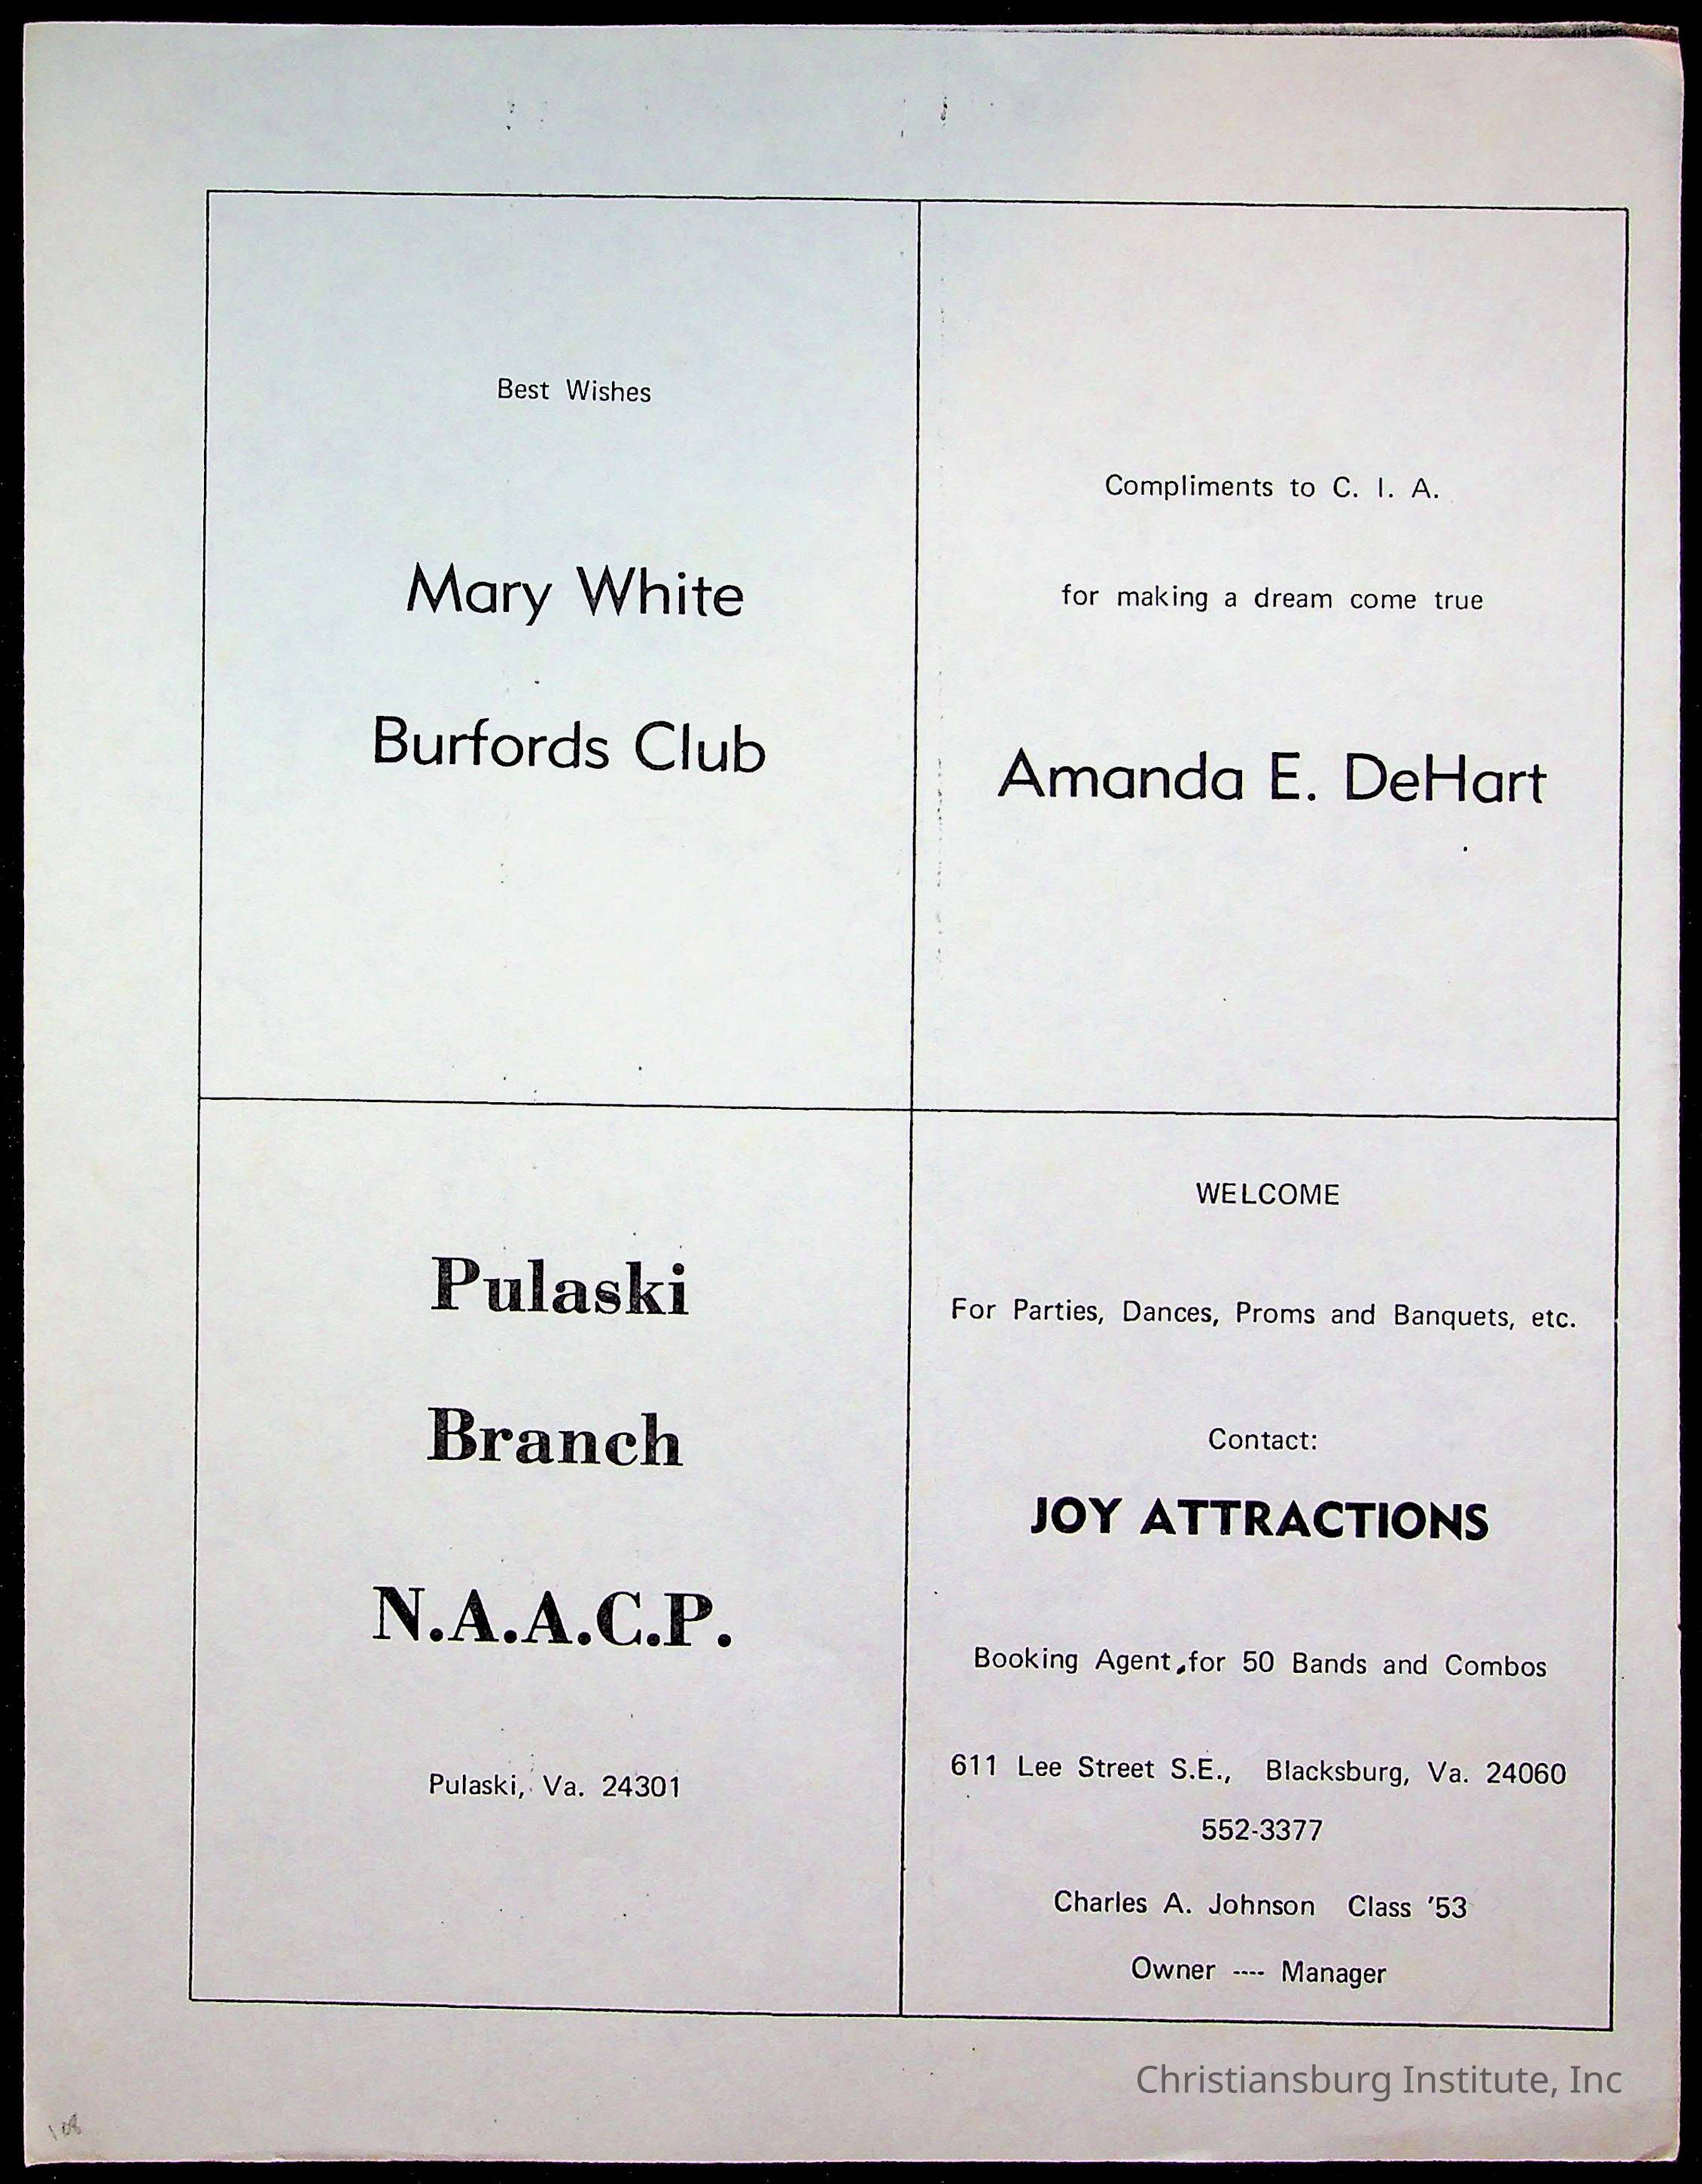 Best Wishes
Mary White
Burfords Club
Compliments to C. I. A.
for making a dream come true
Amanda E. DeHart
Pulaski
Branch
N.A.A.C.P.
Pulaski, Va. 24301
WELCOME
For Parties, Dances, Proms and Banquets, etc.
Contact:
JOY ATTRACTIONS
Booking Agent for 50 Bands and Combos
611 Lee Street S.E., Blacksburg, Va. 24060
552-3377
Charles A. Johnson Class '53
Owner ---- Manager
Christiansburg Institute, Inc
108